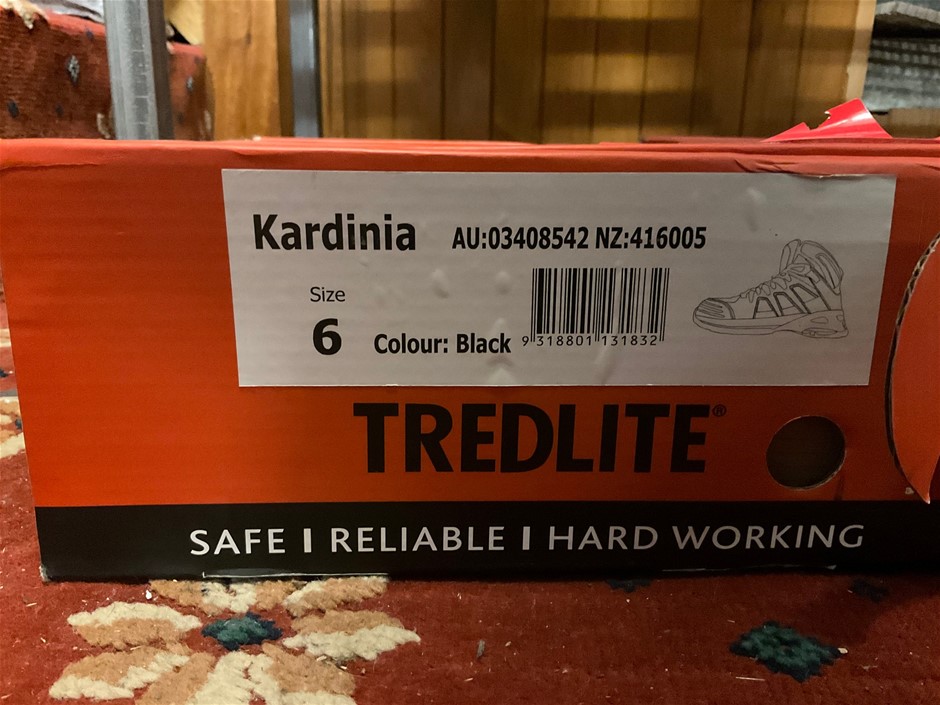 Kardinia AU:03408542 NZ:416005
Size
6 Colour: Black 9 318801 131832
TREDLITE®
SAFE | RELIABLE | HARD WORKING